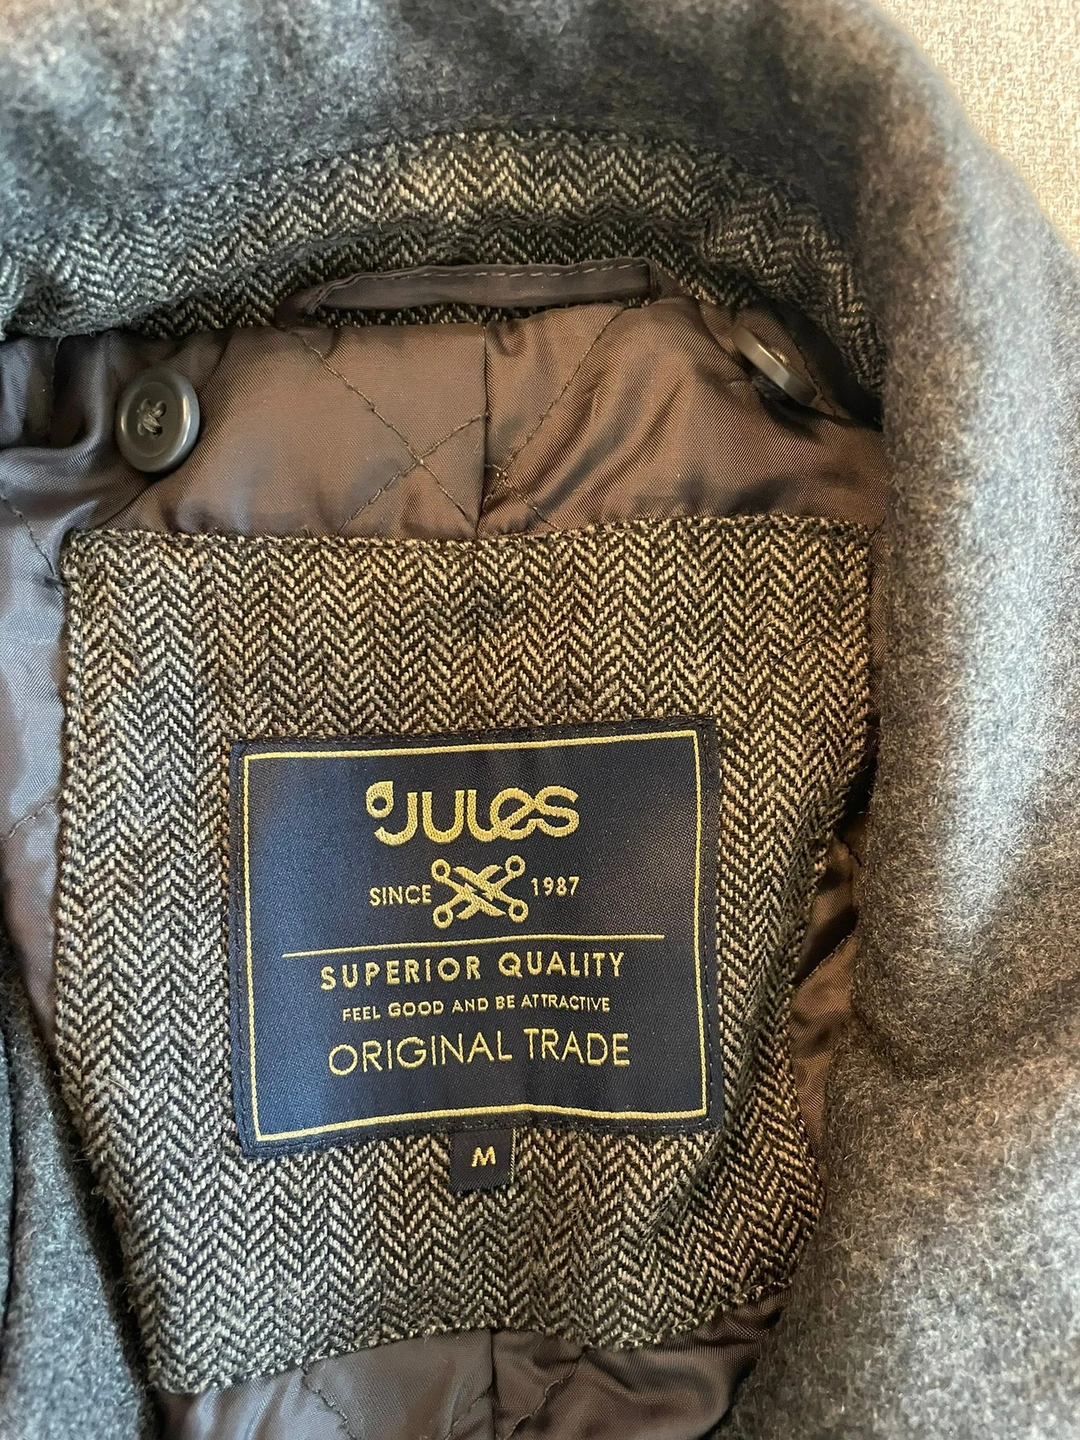 JULES
SINCE 1987
SUPERIOR QUALITY
FEEL GOOD AND BE ATTRACTIVE
ORIGINAL TRADE
M